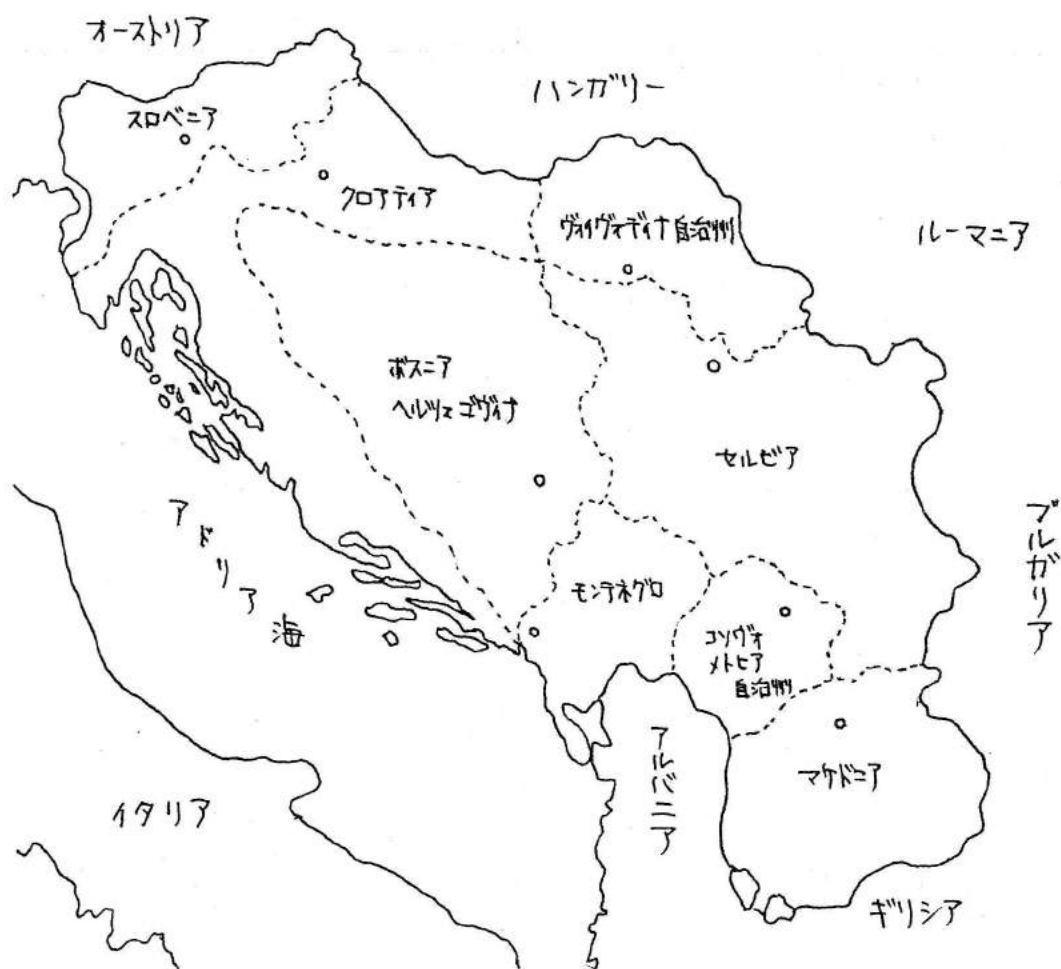 オーストリア
ハンガリー
スロベニア
クロアティア
ヴォイヴォディナ自治州
ルーマニア
ボスニア
ヘルツェゴヴィナ
セルビア
アドリア海
ブルガリア
モンテネグロ
コソヴォ
メトヒア
自治州
アルバニア
マケドニア
イタリア
ギリシア